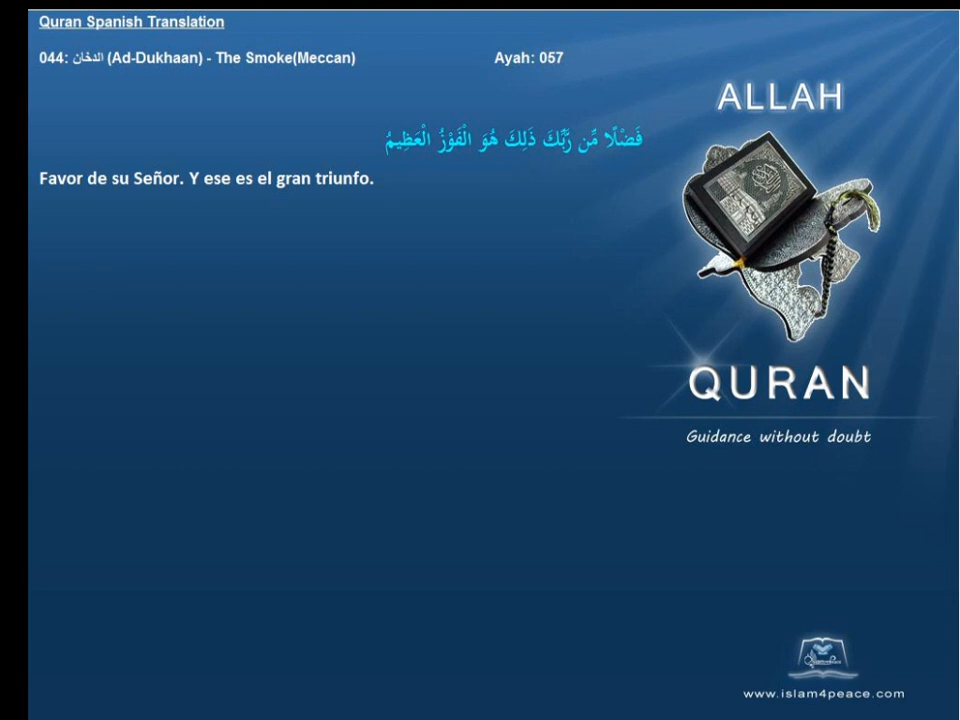 Quran Spanish Translation
044: الدخان (Ad-Dukhaan) - The Smoke(Meccan) Ayah: 057
ALLAH
فَضْلًا مِّن رَّبِّكَ ذَلِكَ هُوَ الْفَوْزُ الْعَظِيمُ
Favor de su Señor. Y ese es el gran triunfo.
QURAN
Guidance without doubt
www.islam4peace.com